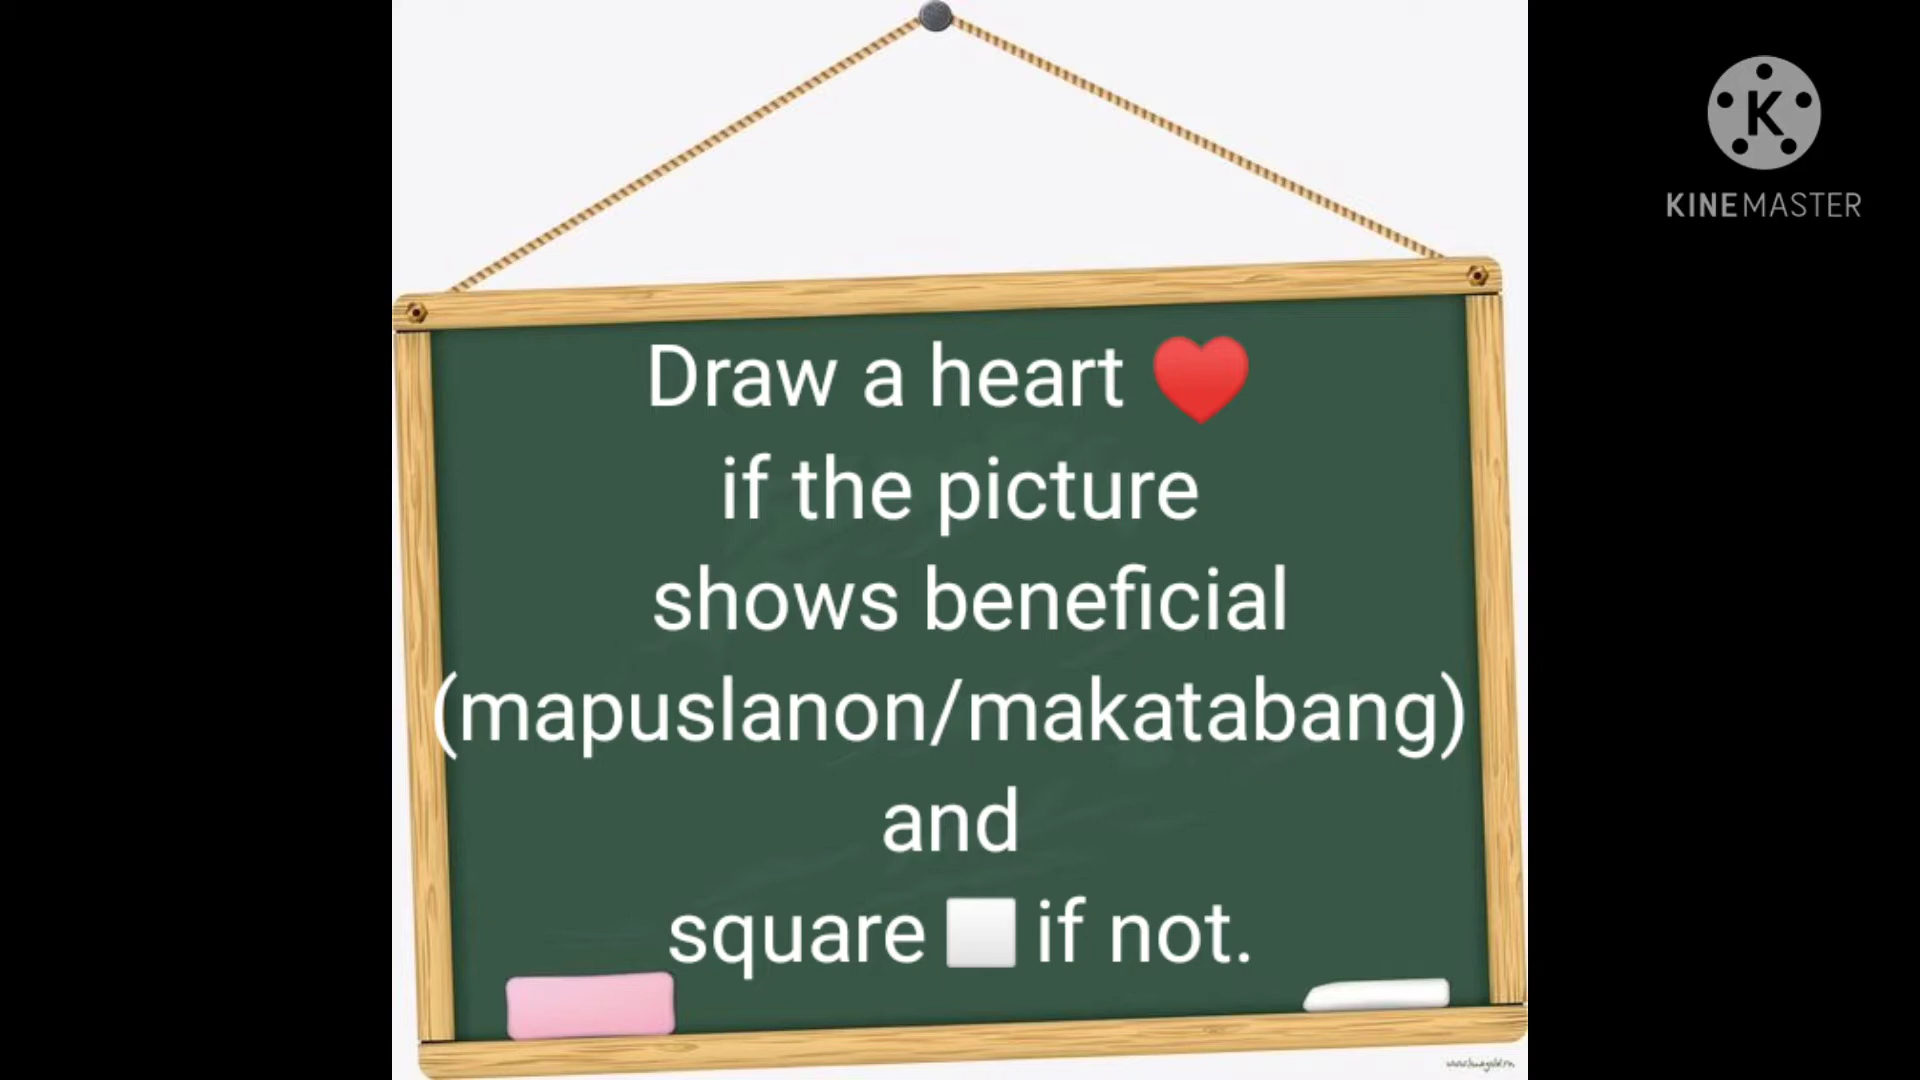 Draw a heart ♥️
if the picture
shows beneficial
(mapuslanon/makatabang)
and
square ⬜ if not.
K
KINEMASTER